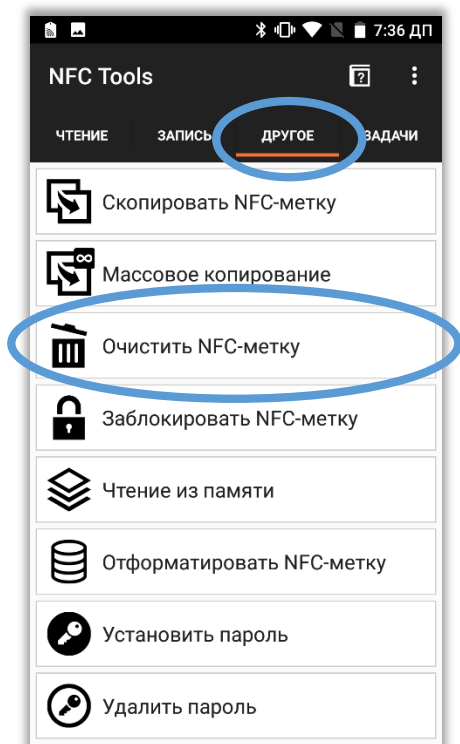 7:36 ДП
NFC Tools
ЧТЕНИЕ ЗАПИСЬ ДРУГОЕ ЗАДАЧИ
Скопировать NFC-метку
Массовое копирование
Очистить NFC-метку
Заблокировать NFC-метку
Чтение из памяти
Отформатировать NFC-метку
Установить пароль
Удалить пароль